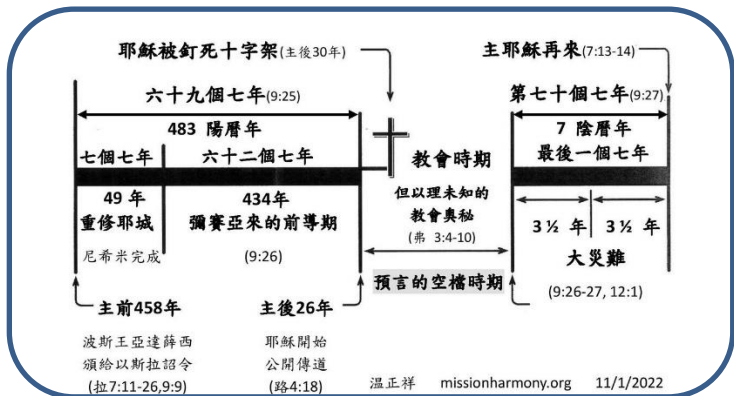 耶穌被釘死十字架(主後30年)
主耶穌再來(7:13-14)
六十九個七年(9:25)
第七十個七年(9:27)
483 陽曆年
7 陰曆年
七個七年
六十二個七年
教會時期
最後一個七年
49 年
434年
但以理未知的
教會奧秘
(弗 3:4-10)
重修耶城
彌賽亞來的前導期
3 ½ 年
3 ½ 年
尼希米完成
(9:26)
大災難
預言的空檔時期
(9:26-27, 12:1)
主前458年
主後26年
波斯王亞達薛西
頒給以斯拉詔令
(拉7:11-26,9:9)
耶穌開始
公開傳道
(路4:18)
温正祥 missionharmony.org 11/1/2022